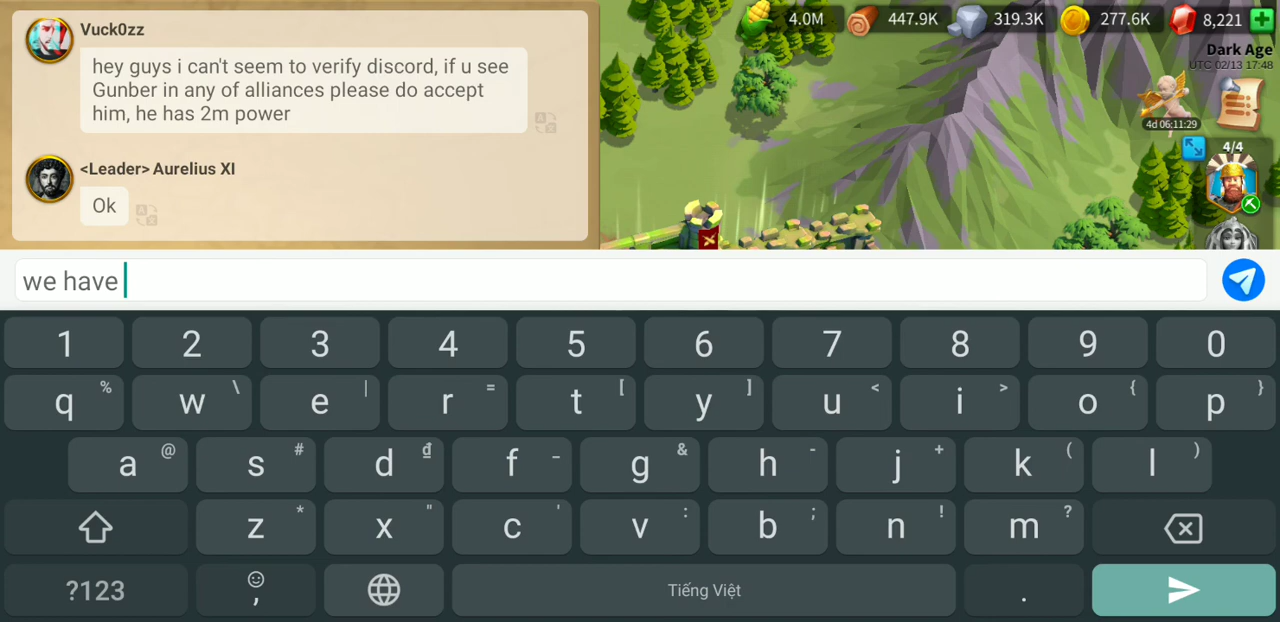 Vuck0zz
hey guys i can't seem to verify discord, if u see
Gunber in any of alliances please do accept
him, he has 2m power
<Leader> Aurelius XI
Ok
4.0M 447.9K 319.3K 277.6K 8,221
Dark Age
UTC 02/13 17:48
4d 06:11:29
4/4
we have
1 2 3 4 5 6 7 8 9 0
q % w \ e | r = t [ y ] u < i > o { p }
a @ s # d ₫ f _ g & h - j + k ( l )
z * x " c ' v : b ; n ! m ?
?123 , Tiếng Việt .